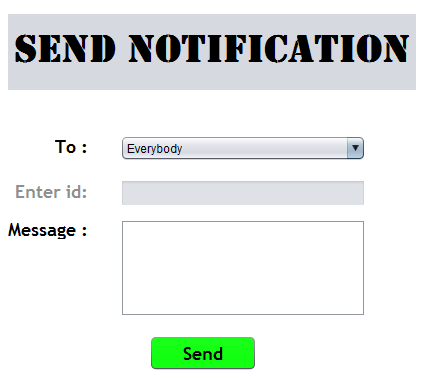 SEND NOTIFICATION
To : Everybody
Enter id:
Message :
Send